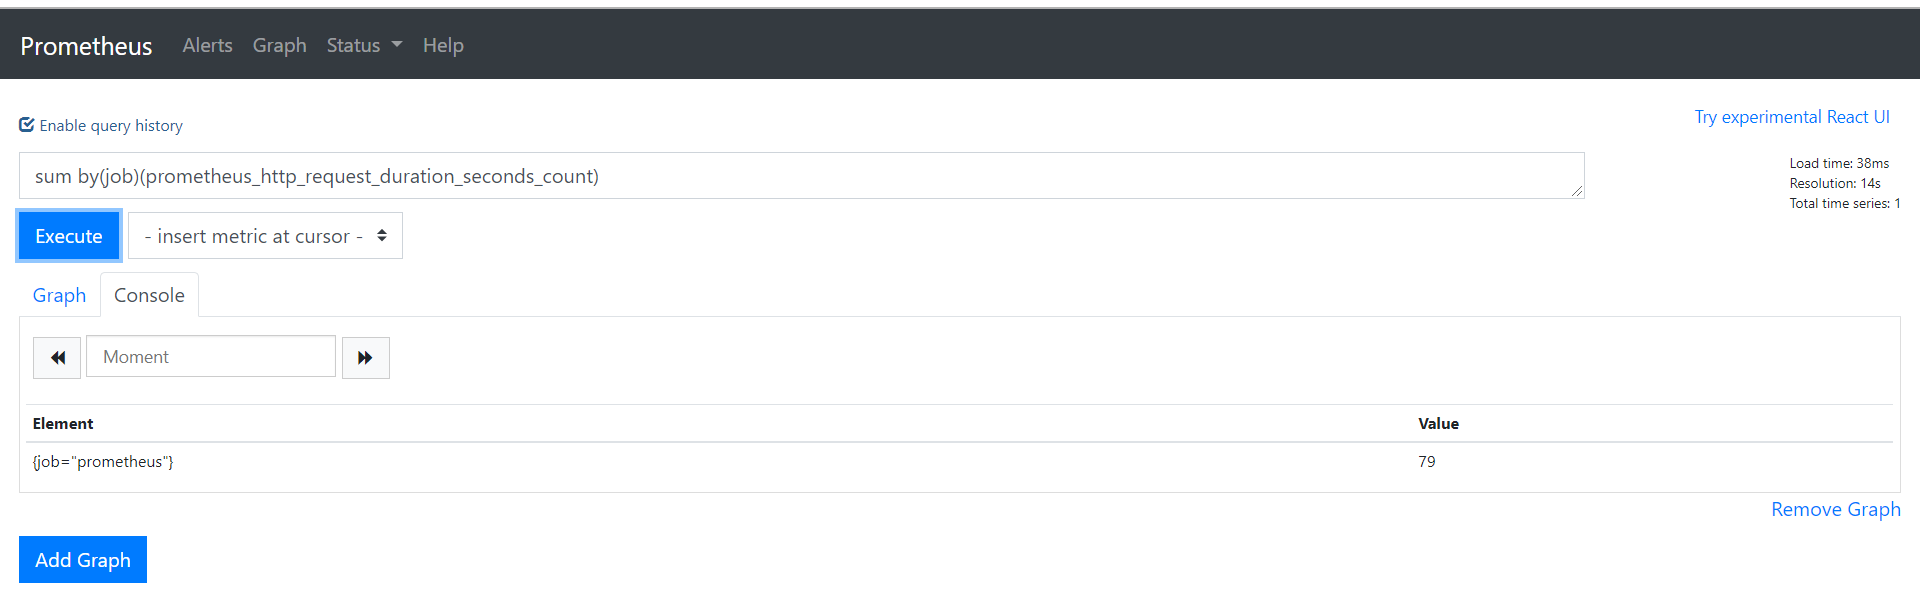 Prometheus Alerts Graph Status Help
Enable query history
Try experimental React UI
sum by(job)(prometheus_http_request_duration_seconds_count)
Load time: 38ms
Resolution: 14s
Total time series: 1
Execute
- insert metric at cursor -
Graph Console
Moment
Element Value
{job="prometheus"} 79
Remove Graph
Add Graph